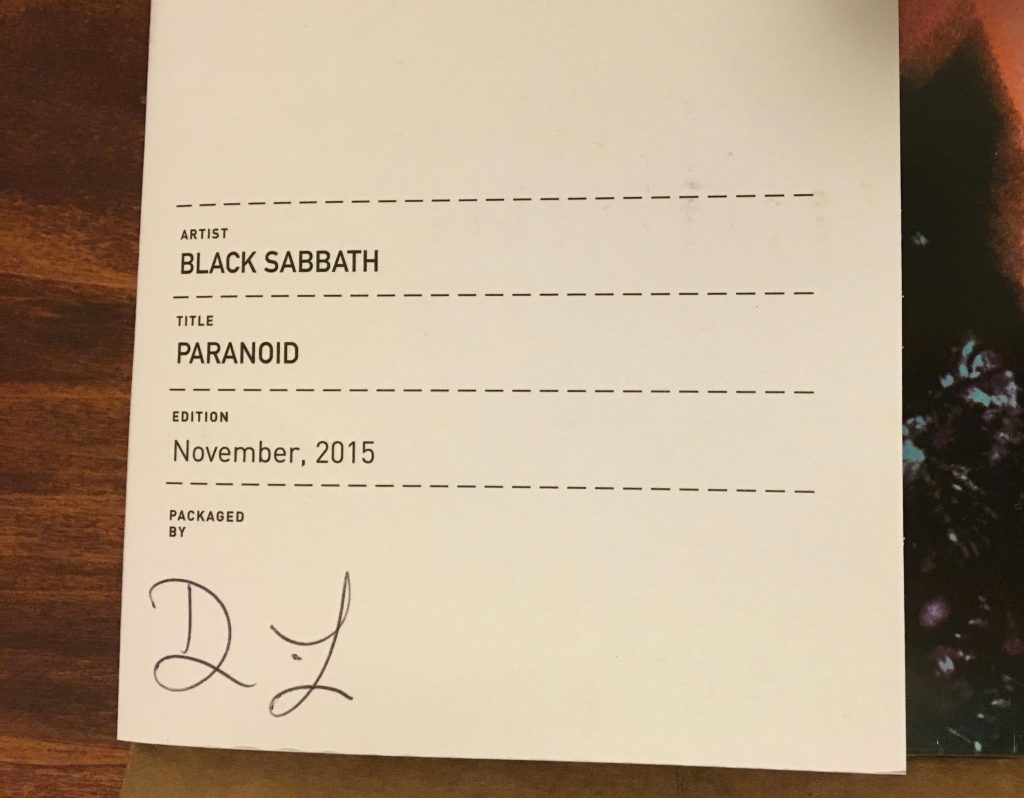 ARTIST
BLACK SABBATH
TITLE
PARANOID
EDITION
November, 2015
PACKAGED
BY
D. L